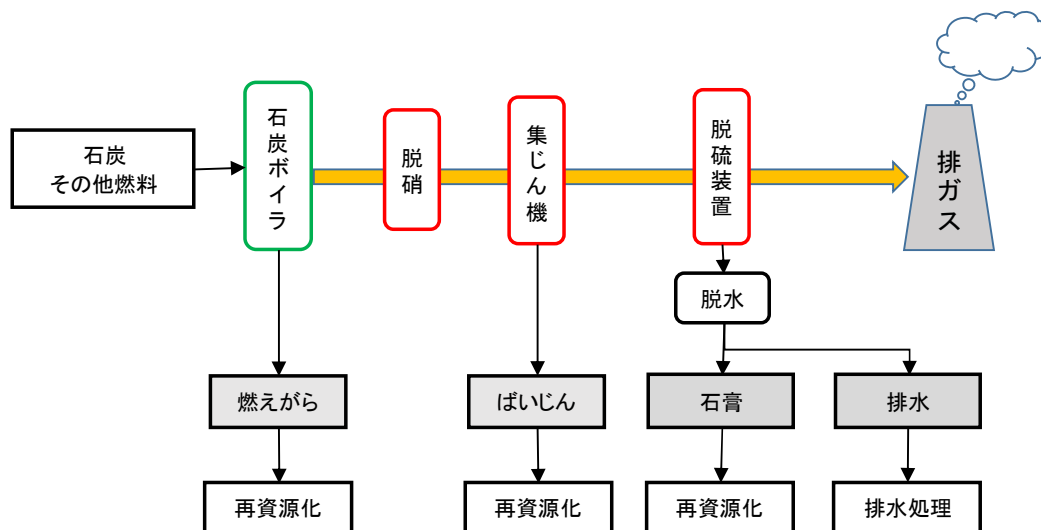 石炭
その他燃料
石炭ボイラ
脱硝
集じん機
脱硫装置
排ガス
脱水
燃えがら
ばいじん
石膏
排水
再資源化
再資源化
再資源化
排水処理